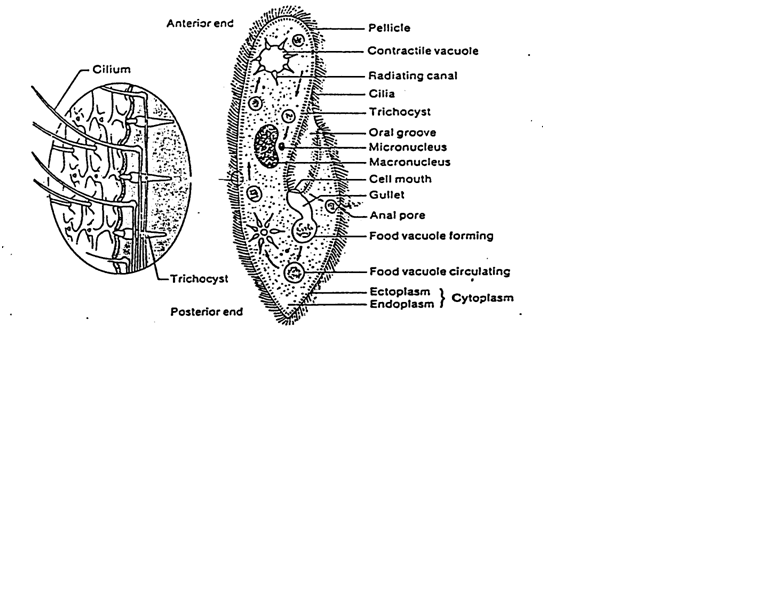 Anterior end
Pellicle
Contractile vacuole
Cilium
Radiating canal
Cilia
Trichocyst
Oral groove
Micronucleus
Macronucleus
Cell mouth
Gullet
Anal pore
Food vacuole forming
Trichocyst
Food vacuole circulating
Ectoplasm
Endoplasm } Cytoplasm
Posterior end